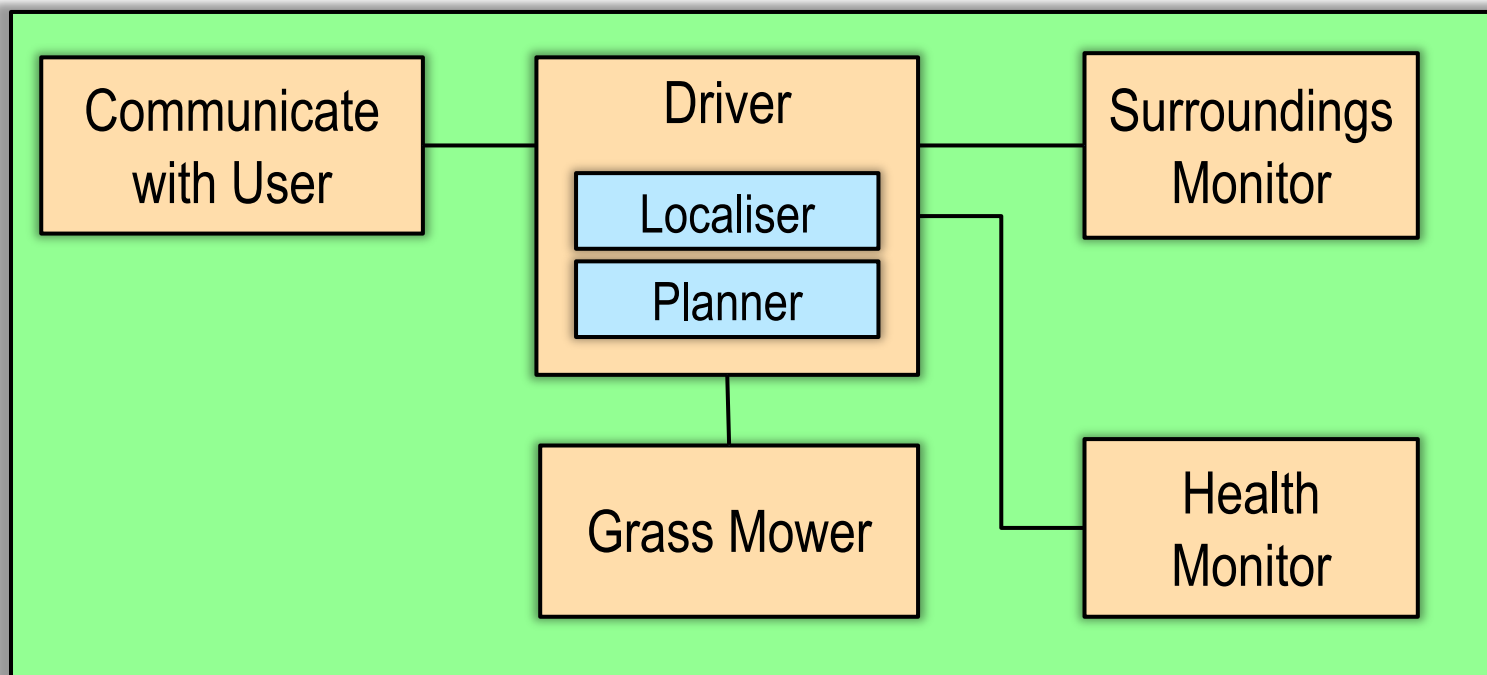 Communicate
with User
Driver
Localiser
Planner
Surroundings
Monitor
Grass Mower
Health
Monitor